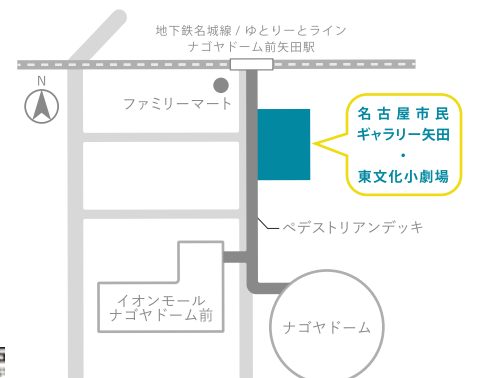 地下鉄名城線 / ゆとりーとライン
ナゴヤドーム前矢田駅
N
ファミリーマート
名古屋市民
ギャラリー矢田
・
東文化小劇場
ペデストリアンデッキ
イオンモール
ナゴヤドーム前
ナゴヤドーム